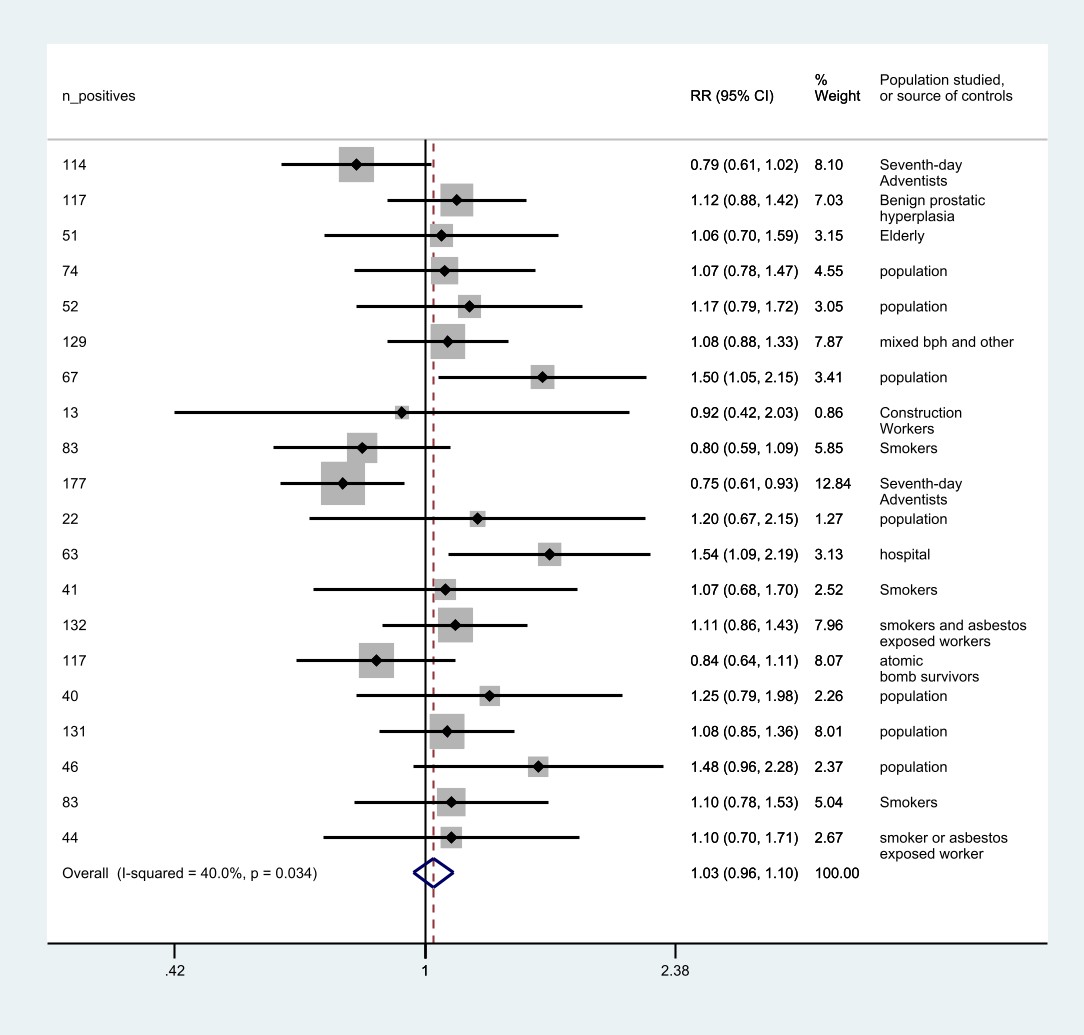 n_positives RR (95% CI) % Weight Population studied, or source of controls
114 0.79 (0.61, 1.02) 8.10 Seventh-day
Adventists
117 1.12 (0.88, 1.42) 7.03 Benign prostatic
hyperplasia
51 1.06 (0.70, 1.59) 3.15 Elderly
74 1.07 (0.78, 1.47) 4.55 population
52 1.17 (0.79, 1.72) 3.05 population
129 1.08 (0.88, 1.33) 7.87 mixed bph and other
67 1.50 (1.05, 2.15) 3.41 population
13 0.92 (0.42, 2.03) 0.86 Construction
Workers
83 0.80 (0.59, 1.09) 5.85 Smokers
177 0.75 (0.61, 0.93) 12.84 Seventh-day
Adventists
22 1.20 (0.67, 2.15) 1.27 population
63 1.54 (1.09, 2.19) 3.13 hospital
41 1.07 (0.68, 1.70) 2.52 Smokers
132 1.11 (0.86, 1.43) 7.96 smokers and asbestos
exposed workers
117 0.84 (0.64, 1.11) 8.07 atomic
bomb survivors
40 1.25 (0.79, 1.98) 2.26 population
131 1.08 (0.85, 1.36) 8.01 population
46 1.48 (0.96, 2.28) 2.37 population
83 1.10 (0.78, 1.53) 5.04 Smokers
44 1.10 (0.70, 1.71) 2.67 smoker or asbestos
exposed worker
Overall (I-squared = 40.0%, p = 0.034) 1.03 (0.96, 1.10) 100.00
.42 1 2.38